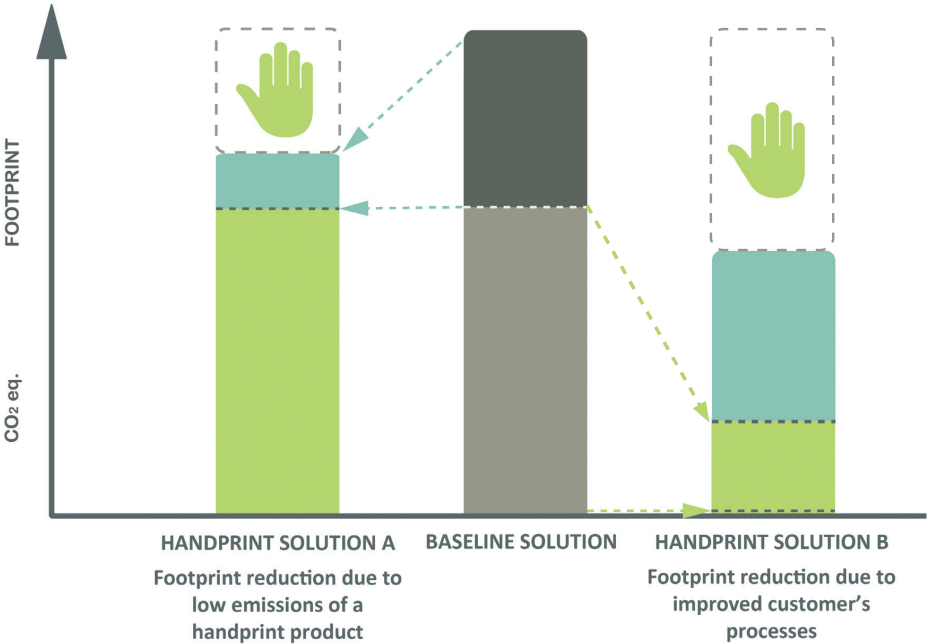 FOOTPRINT
CO2 eq.
HANDPRINT SOLUTION A
Footprint reduction due to
low emissions of a
handprint product
BASELINE SOLUTION
HANDPRINT SOLUTION B
Footprint reduction due to
improved customer's
processes